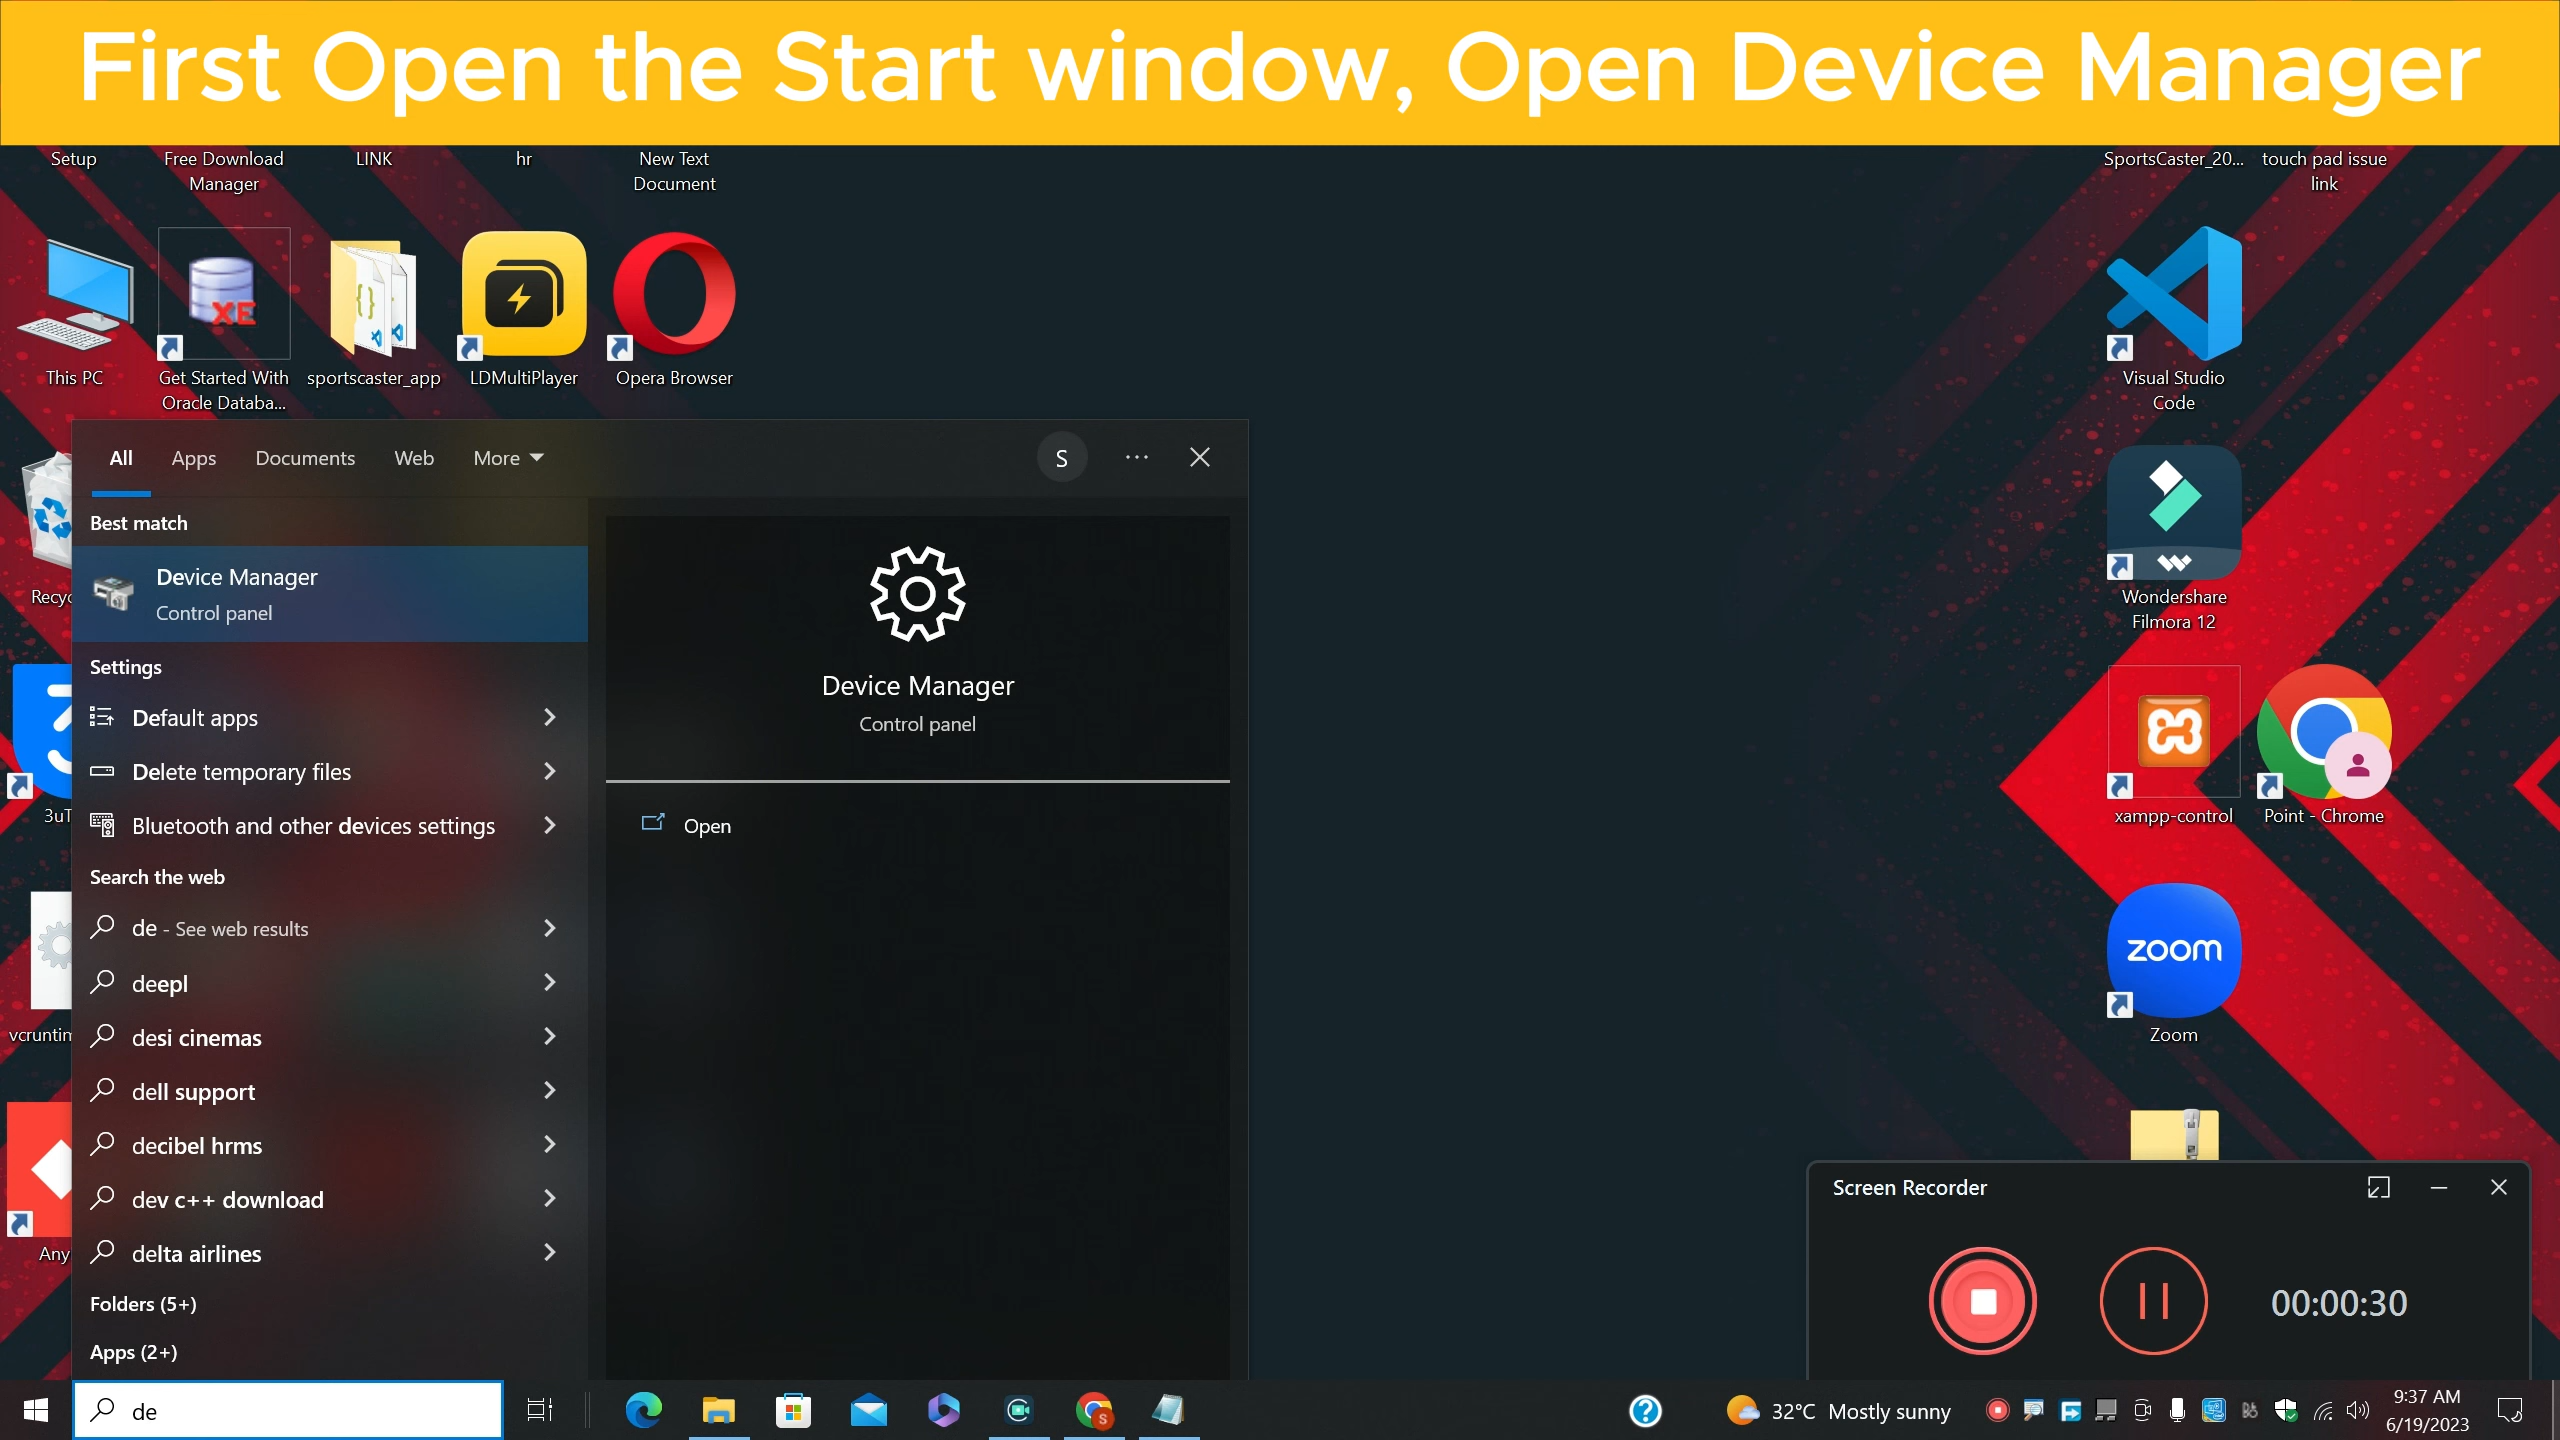 First Open the Start window, Open Device Manager
Setup
Free Download
Manager
LINK
hr
New Text
Document
SportsCaster_20...
touch pad issue
link
This PC
Get Started With
Oracle Databa...
sportscaster_app
LDMultiPlayer
Opera Browser
Visual Studio
Code
All
Apps
Documents
Web
More
S
Best match
Device Manager
Control panel
Settings
Default apps
Delete temporary files
Bluetooth and other devices settings
Search the web
de - See web results
deepl
desi cinemas
dell support
decibel hrms
dev c++ download
delta airlines
Folders (5+)
Apps (2+)
Device Manager
Control panel
Open
Recyc
3uT
vcruntim
Any
XE
Wondershare
Filmora 12
xampp-control
Point - Chrome
zoom
Zoom
Screen Recorder
00:00:30
de
S
32°C Mostly sunny
9:37 AM
6/19/2023